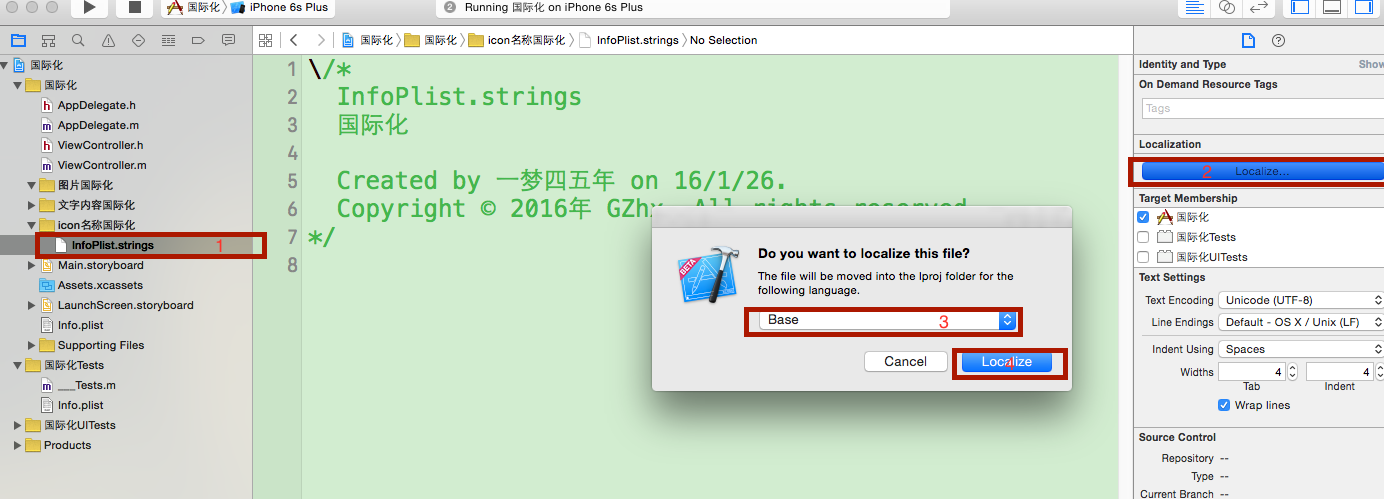 国际化 iPhone 6s Plus
2 Running 国际化 on iPhone 6s Plus
国际化 国际化 icon名称国际化 InfoPlist.strings No Selection
国际化
国际化
h AppDelegate.h
m AppDelegate.m
h ViewController.h
m ViewController.m
图片国际化
文字内容国际化
icon名称国际化
InfoPlist.strings 1
Main.storyboard
Assets.xcassets
LaunchScreen.storyboard
Info.plist
Supporting Files
国际化Tests
m ___Tests.m
Info.plist
国际化UITests
Products
1 \/*
2 InfoPlist.strings
3 国际化
4
5 Created by 一梦四五年 on 16/1/26.
6 Copyright © 2016年 GZhx. All rights reserved
7 */
8
BETA
Do you want to localize this file?
The file will be moved into the lproj folder for the
following language.
Base 3
Cancel
Localize
Identity and Type Show
On Demand Resource Tags
Tags
Localization
2 Localize...
Target Membership
国际化
国际化Tests
国际化UITests
Text Settings
Text Encoding Unicode (UTF-8)
Line Endings Default - OS X / Unix (LF)
Indent Using Spaces
Widths 4 4
Tab Indent
Wrap lines
Source Control
Repository --
Type --
Current Branch --